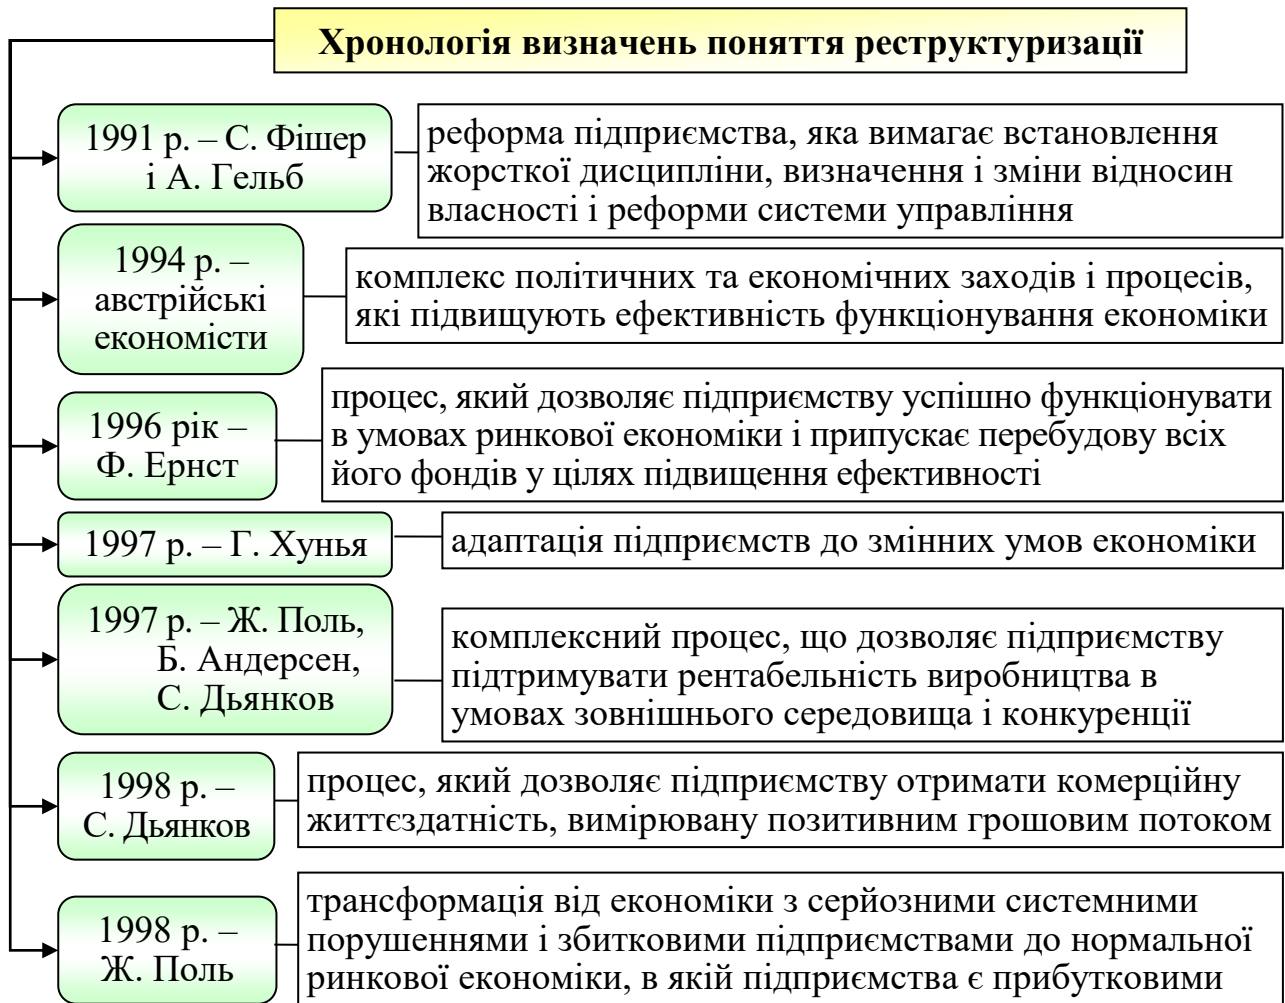 Хронологія визначень поняття реструктуризації
1991 р. – С. Фішер
і А. Гельб
реформа підприємства, яка вимагає встановлення
жорсткої дисципліни, визначення і зміни відносин
власності і реформи системи управління
1994 р. –
австрійські
економісти
комплекс політичних та економічних заходів і процесів,
які підвищують ефективність функціонування економіки
1996 рік –
Ф. Ернст
процес, який дозволяє підприємству успішно функціонувати
в умовах ринкової економіки і припускає перебудову всіх
його фондів у цілях підвищення ефективності
1997 р. – Г. Хунья
адаптація підприємств до змінних умов економіки
1997 р. – Ж. Поль,
Б. Андерсен,
С. Дьянков
комплексний процес, що дозволяє підприємству
підтримувати рентабельність виробництва в
умовах зовнішнього середовища і конкуренції
1998 р. –
С. Дьянков
процес, який дозволяє підприємству отримати комерційну
життєздатність, вимірювану позитивним грошовим потоком
1998 р. –
Ж. Поль
трансформація від економіки з серйозними системними
порушеннями і збитковими підприємствами до нормальної
ринкової економіки, в якій підприємства є прибутковими